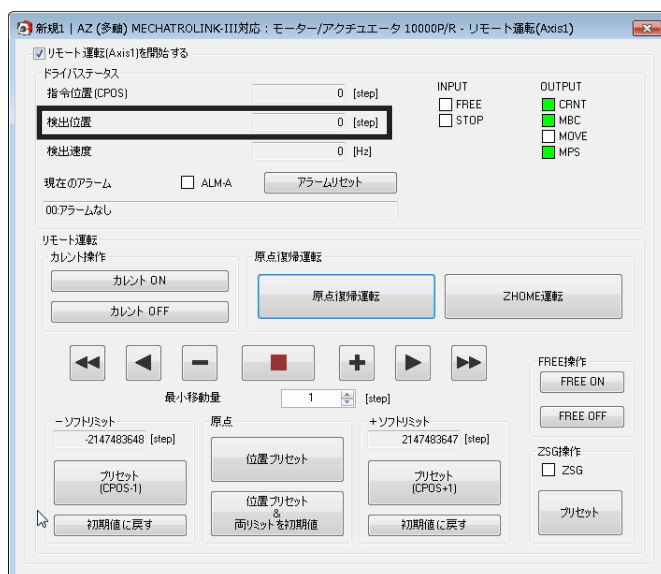 新規1 | AZ (多軸) MECHATROLINK-III対応 : モーター/アクチュエータ 10000P/R - リモート運転(Axis1)
リモート運転(Axis1)を開始する
ドライバステータス
指令位置(CPOS) 0 [step]
検出位置 0 [step]
検出速度 0 [Hz]
INPUT
FREE
STOP
OUTPUT
CRNT
MBC
MOVE
MPS
現在のアラーム ALM-A アラームリセット
00:アラームなし
リモート運転
カレント操作
カレント ON
カレント OFF
原点復帰運転
原点復帰運転 ZHOME運転
最小移動量 1 [step]
FREE操作
FREE ON
FREE OFF
－ソフトリミット
-2147483648 [step]
プリセット
(CPOS-1)
初期値に戻す
原点
位置プリセット
位置プリセット
&
両リミットを初期値
＋ソフトリミット
2147483647 [step]
プリセット
(CPOS+1)
初期値に戻す
ZSG操作
ZSG
プリセット